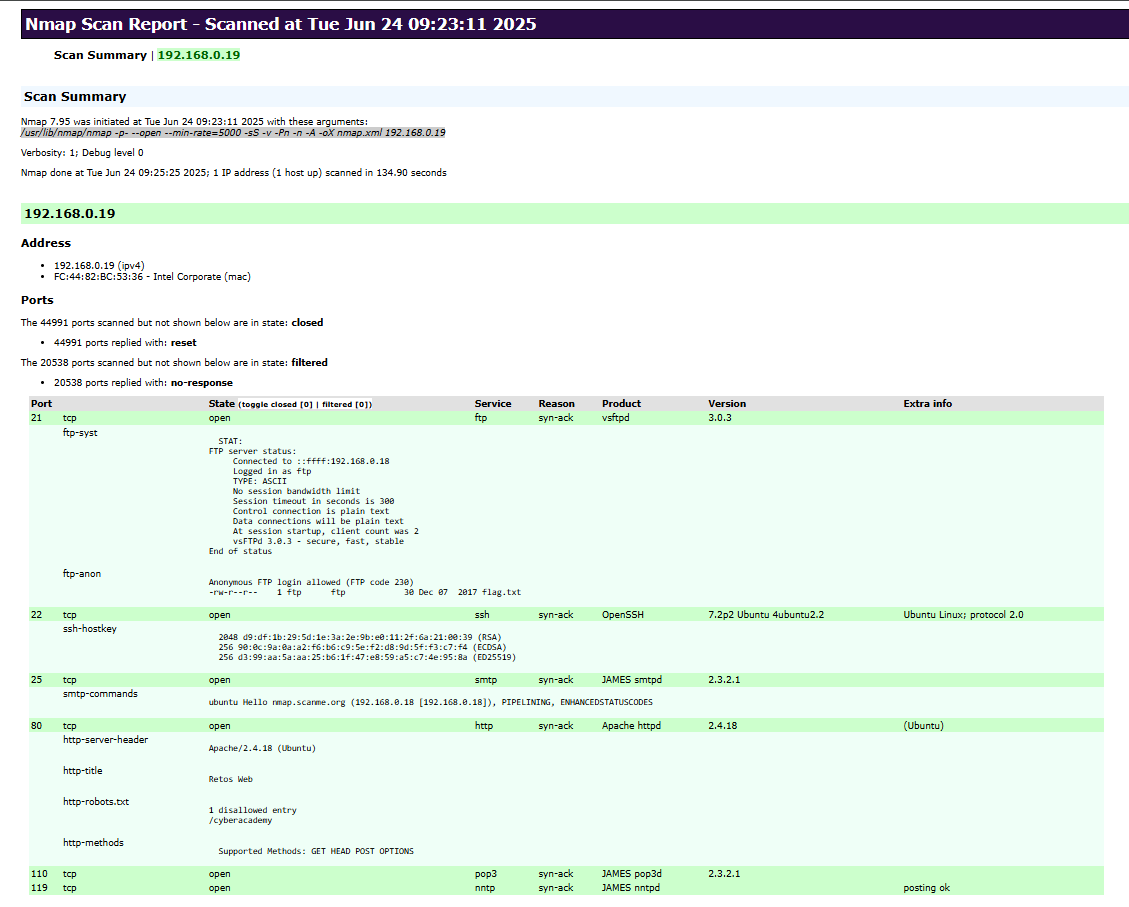 Nmap Scan Report - Scanned at Tue Jun 24 09:23:11 2025
Scan Summary | 192.168.0.19
Scan Summary
Nmap 7.95 was initiated at Tue Jun 24 09:23:11 2025 with these arguments:
/usr/lib/nmap/nmap -p- --open --min-rate=5000 -sS -v -Pn -n -A -oX nmap.xml 192.168.0.19
Verbosity: 1; Debug level 0
Nmap done at Tue Jun 24 09:25:25 2025; 1 IP address (1 host up) scanned in 134.90 seconds
192.168.0.19
Address
• 192.168.0.19 (ipv4)
• FC:44:82:BC:53:36 - Intel Corporate (mac)
Ports
The 44991 ports scanned but not shown below are in state: closed
• 44991 ports replied with: reset
The 20538 ports scanned but not shown below are in state: filtered
• 20538 ports replied with: no-response
Port State (toggle closed [0] | filtered [0]) Service Reason Product Version Extra info
21 tcp open ftp syn-ack vsftpd 3.0.3
ftp-syst
STAT:
FTP server status:
Connected to ::ffff:192.168.0.18
Logged in as ftp
TYPE: ASCII
No session bandwidth limit
Session timeout in seconds is 300
Control connection is plain text
Data connections will be plain text
At session startup, client count was 2
vsFTPd 3.0.3 - secure, fast, stable
End of status
ftp-anon
Anonymous FTP login allowed (FTP code 230)
-rw-r--r-- 1 ftp ftp 30 Dec 07 2017 flag.txt
22 tcp open ssh syn-ack OpenSSH 7.2p2 Ubuntu 4ubuntu2.2 Ubuntu Linux; protocol 2.0
ssh-hostkey
2048 d9:df:1b:29:5d:1e:3a:2e:9b:e0:11:2f:6a:21:00:39 (RSA)
256 90:0c:9a:0a:a2:f6:b6:c9:5e:f2:d8:9d:5f:f3:c7:f4 (ECDSA)
256 d3:99:aa:5a:aa:25:b6:1f:47:e8:59:a5:c7:4e:95:8a (ED25519)
25 tcp open smtp syn-ack JAMES smtpd 2.3.2.1
smtp-commands
ubuntu Hello nmap.scanme.org (192.168.0.18 [192.168.0.18]), PIPELINING, ENHANCEDSTATUSCODES
80 tcp open http syn-ack Apache httpd 2.4.18 (Ubuntu)
http-server-header
Apache/2.4.18 (Ubuntu)
http-title
Retos Web
http-robots.txt
1 disallowed entry
/cyberacademy
http-methods
Supported Methods: GET HEAD POST OPTIONS
110 tcp open pop3 syn-ack JAMES pop3d 2.3.2.1
119 tcp open nntp syn-ack JAMES nntpd posting ok